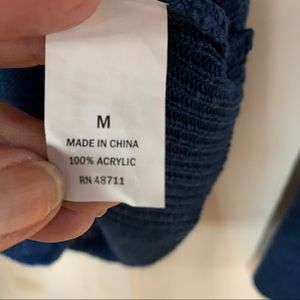 M
MADE IN CHINA
100% ACRYLIC
RN 48711